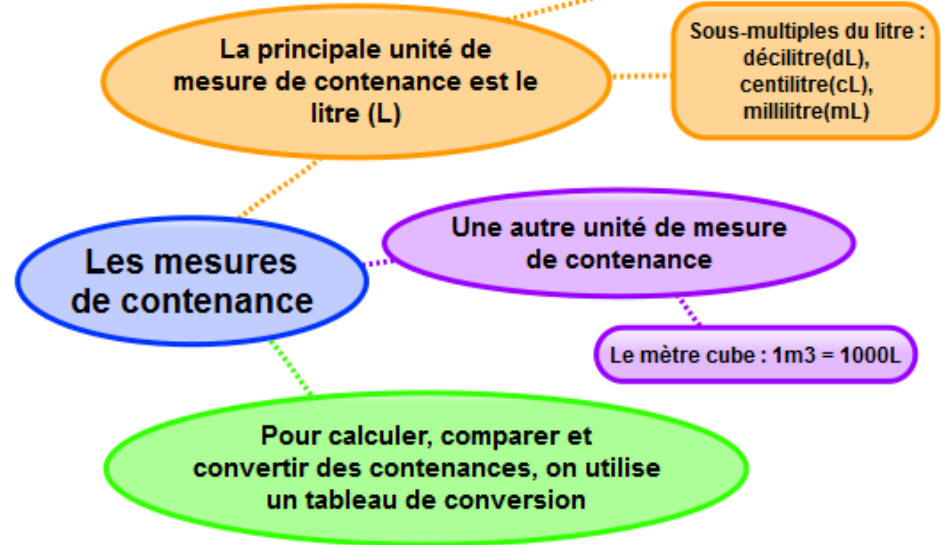 La principale unité de
mesure de contenance est le
litre (L)
Sous-multiples du litre :
décilitre(dL),
centilitre(cL),
millilitre(mL)
Les mesures
de contenance
Une autre unité de mesure
de contenance
Le mètre cube : 1m3 = 1000L
Pour calculer, comparer et
convertir des contenances, on utilise
un tableau de conversion